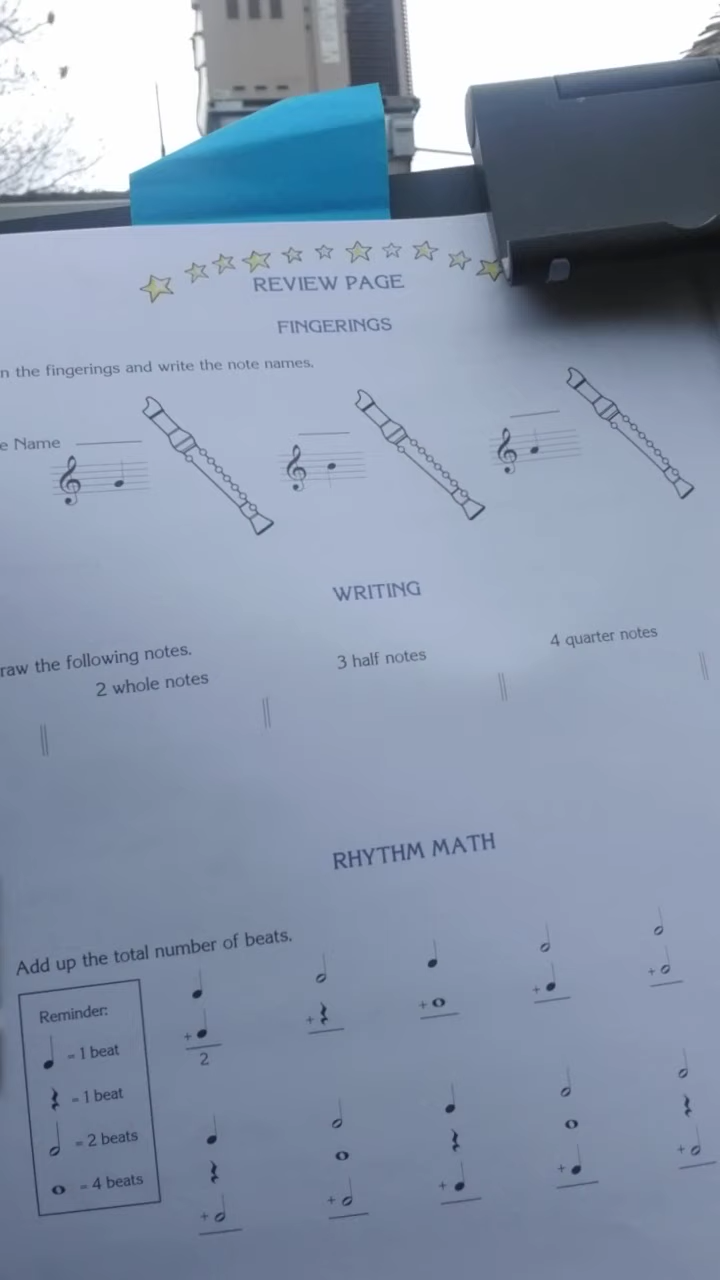 REVIEW PAGE
FINGERINGS
n the fingerings and write the note names.
e Name
WRITING
raw the following notes.
2 whole notes
3 half notes
4 quarter notes
RHYTHM MATH
Add up the total number of beats.
Reminder:
= 1 beat
= 1 beat
= 2 beats
= 4 beats
+ + + + +
2
+ + + + +